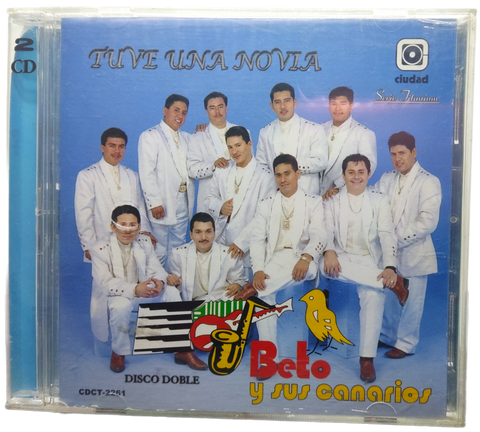 2
CD
TUVE UNA NOVIA
ciudad
DISCO DOBLE
CDCT-2261
Beto
y sus canarios